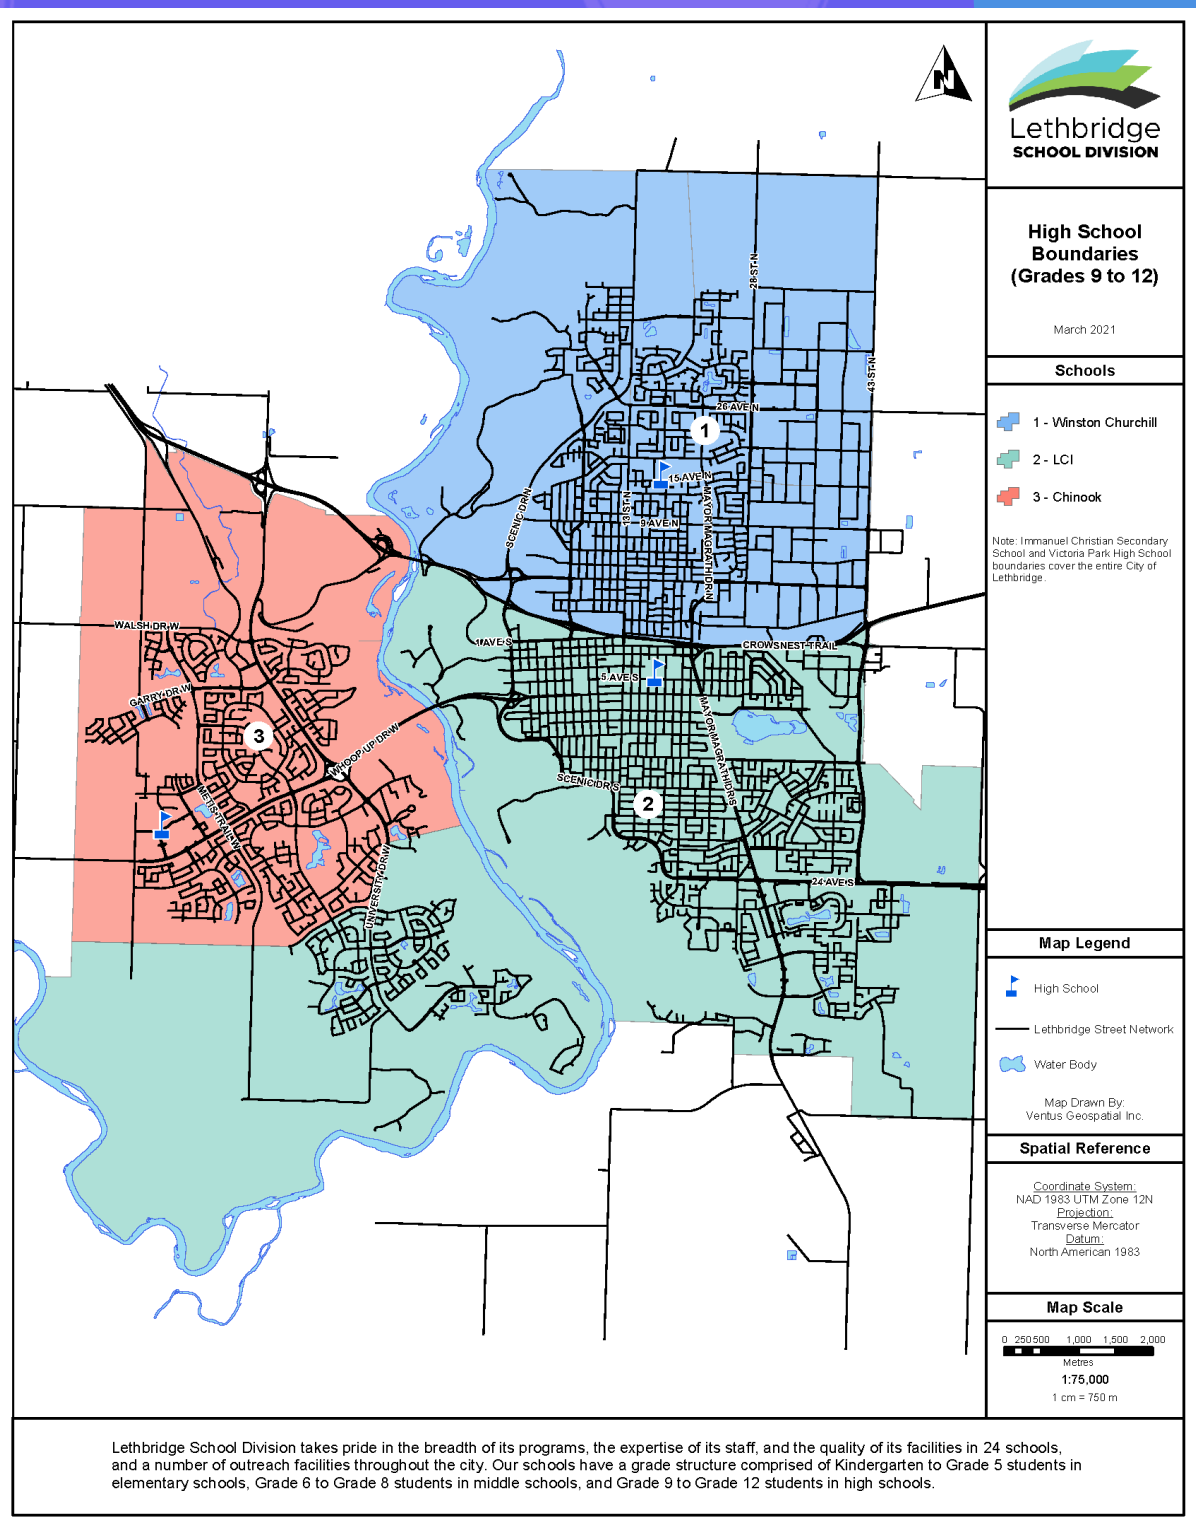 N
Lethbridge
SCHOOL DIVISION
High School
Boundaries
(Grades 9 to 12)
March 2021
Schools
1 - Winston Churchill
2 - LCI
3 - Chinook
Note: Immanuel Christian Secondary
School and Victoria Park High School
boundaries cover the entire City of
Lethbridge.
28 ST N
43 ST N
26 AVE N
1
15 AVE N
13 ST N
MAYOR MAGRATH DR N
SCENIC DR N
9 AVE N
WALSH DR W
1 AVE S
CROWSNEST TRAIL
5 AVE S
GARRY DR W
MAYOR MAGRATH DR S
3
WHOOP UP DR W
SCENIC DR S
METIS TRAIL W
2
UNIVERSITY DR W
24 AVE S
Map Legend
High School
Lethbridge Street Network
Water Body
Map Drawn By:
Ventus Geospatial Inc.
Spatial Reference
Coordinate System:
NAD 1983 UTM Zone 12N
Projection:
Transverse Mercator
Datum:
North American 1983
Map Scale
0 250 500 1,000 1,500 2,000
Metres
1:75,000
1 cm = 750 m
Lethbridge School Division takes pride in the breadth of its programs, the expertise of its staff, and the quality of its facilities in 24 schools,
and a number of outreach facilities throughout the city. Our schools have a grade structure comprised of Kindergarten to Grade 5 students in
elementary schools, Grade 6 to Grade 8 students in middle schools, and Grade 9 to Grade 12 students in high schools.